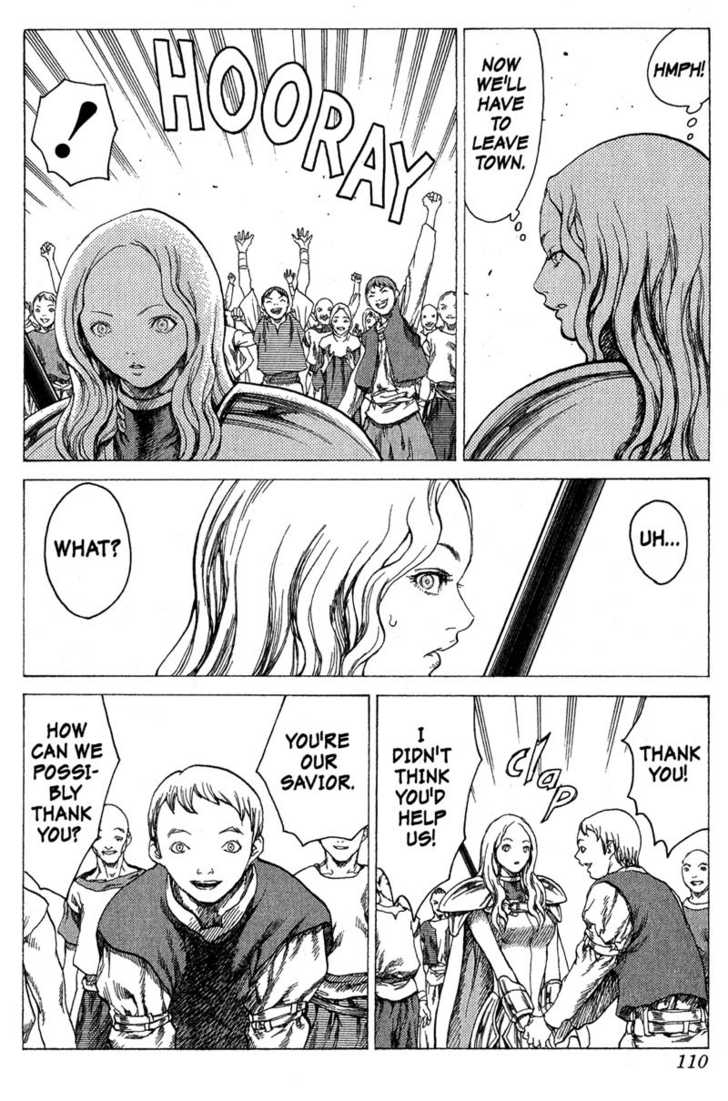 HMPH!
NOW
WE'LL
HAVE
TO
LEAVE
TOWN.
HOORAY
!
UH...
WHAT?
THANK
YOU!
I
DIDN'T
THINK
YOU'D
HELP
US!
clap
YOU'RE
OUR
SAVIOR.
HOW
CAN WE
POSSI-
BLY
THANK
YOU?
110